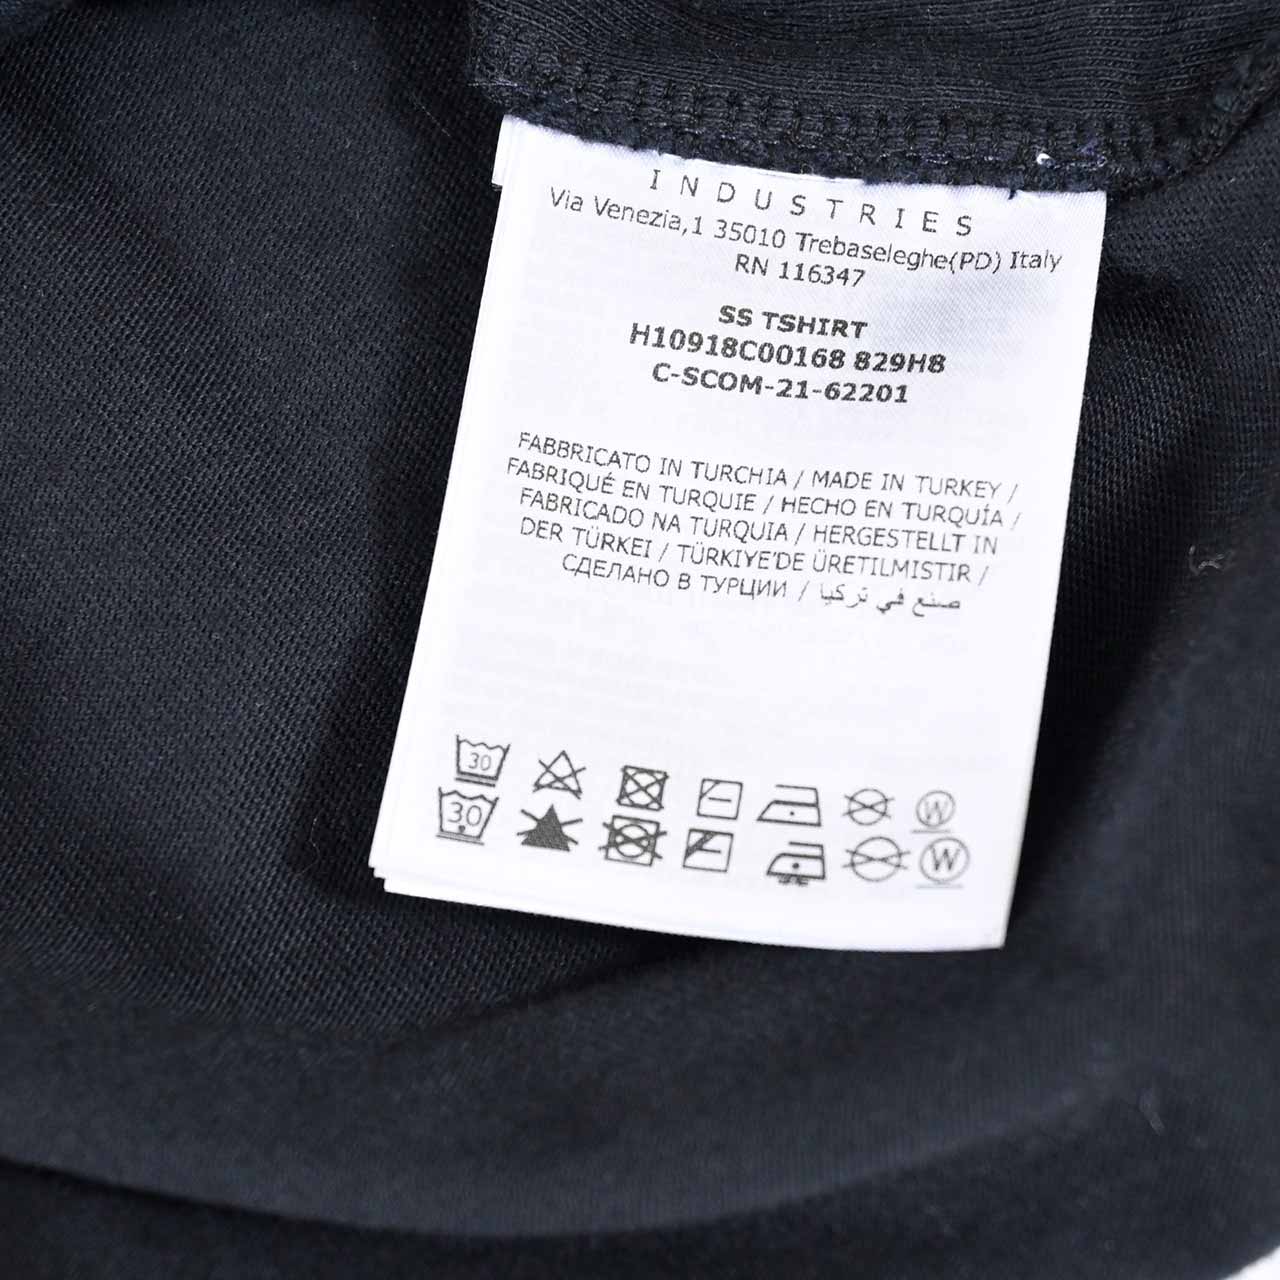 INDUSTRIES
Via Venezia,1 35010 Trebaseleghe(PD) Italy
RN 116347
SS TSHIRT
H10918C00168 829H8
C-SCOM-21-62201
FABBRICATO IN TURCHIA / MADE IN TURKEY /
FABRIQUÉ EN TURQUIE / HECHO EN TURQUÍA /
FABRICADO NA TURQUIA / HERGESTELLT IN
DER TÜRKEI / TÜRKIYE'DE ÜRETILMISTIR /
СДЕЛАНО В ТУРЦИИ / صنع في تركيا
30 W
30 W